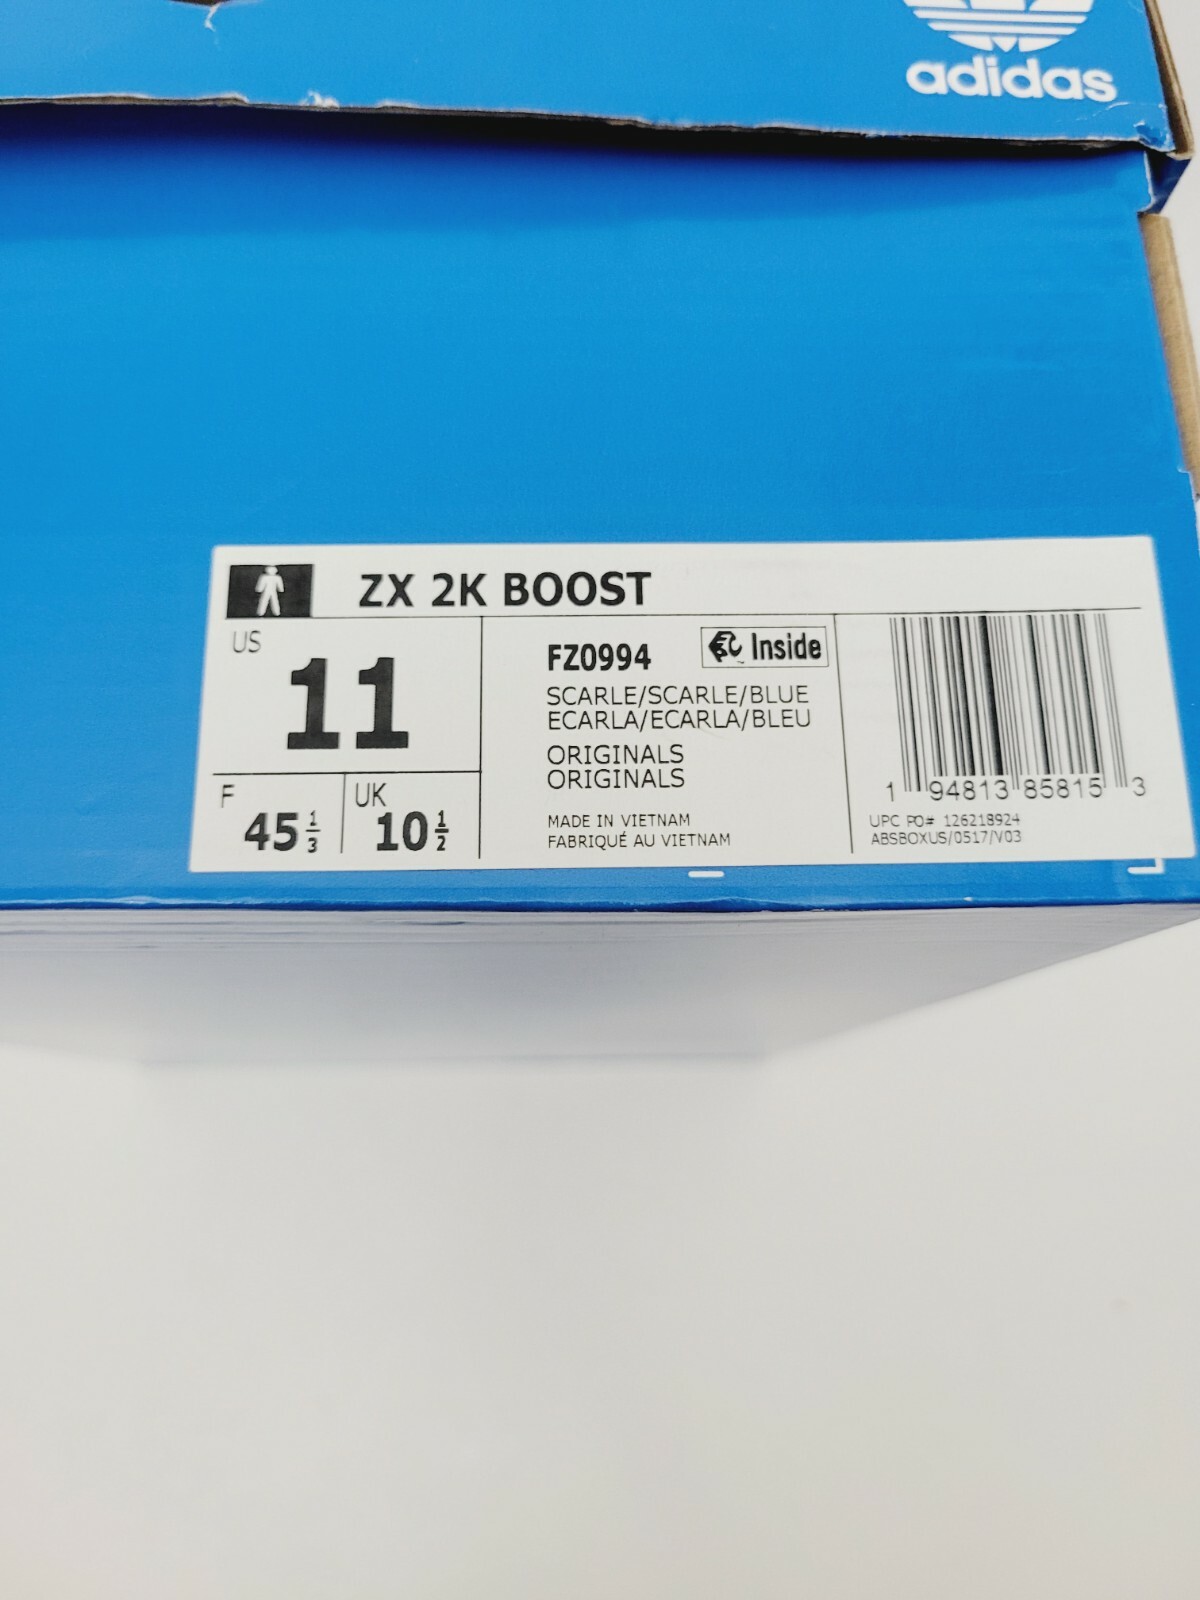 adidas
ZX 2K BOOST
US
11
F
45 1/3
UK
10 1/2
FZ0994
Inside
SCARLE/SCARLE/BLUE
ECARLA/ECARLA/BLEU
ORIGINALS
ORIGINALS
MADE IN VIETNAM
FABRIQUÉ AU VIETNAM
1 94813 85815 3
UPC PO# 126218924
ABSBOXUS/0517/V03